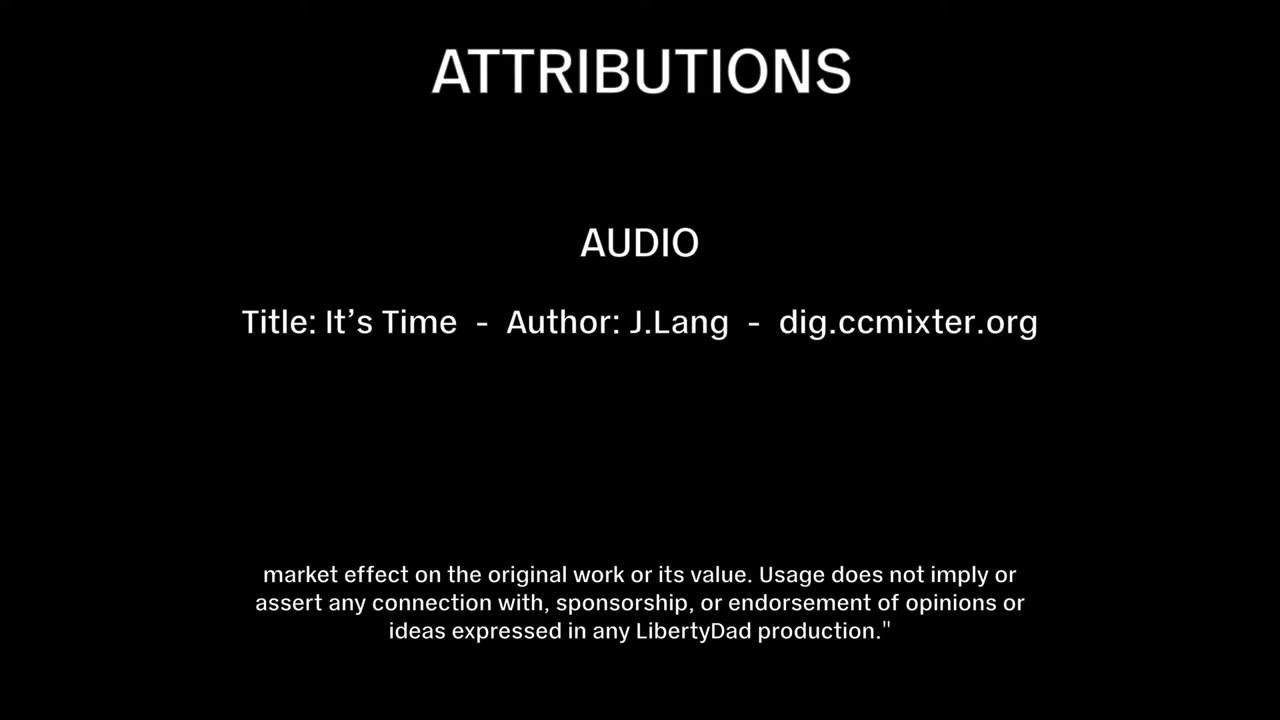 ATTRIBUTIONS
AUDIO
Title: It’s Time - Author: J.Lang - dig.ccmixter.org
market effect on the original work or its value. Usage does not imply or
assert any connection with, sponsorship, or endorsement of opinions or
ideas expressed in any LibertyDad production."